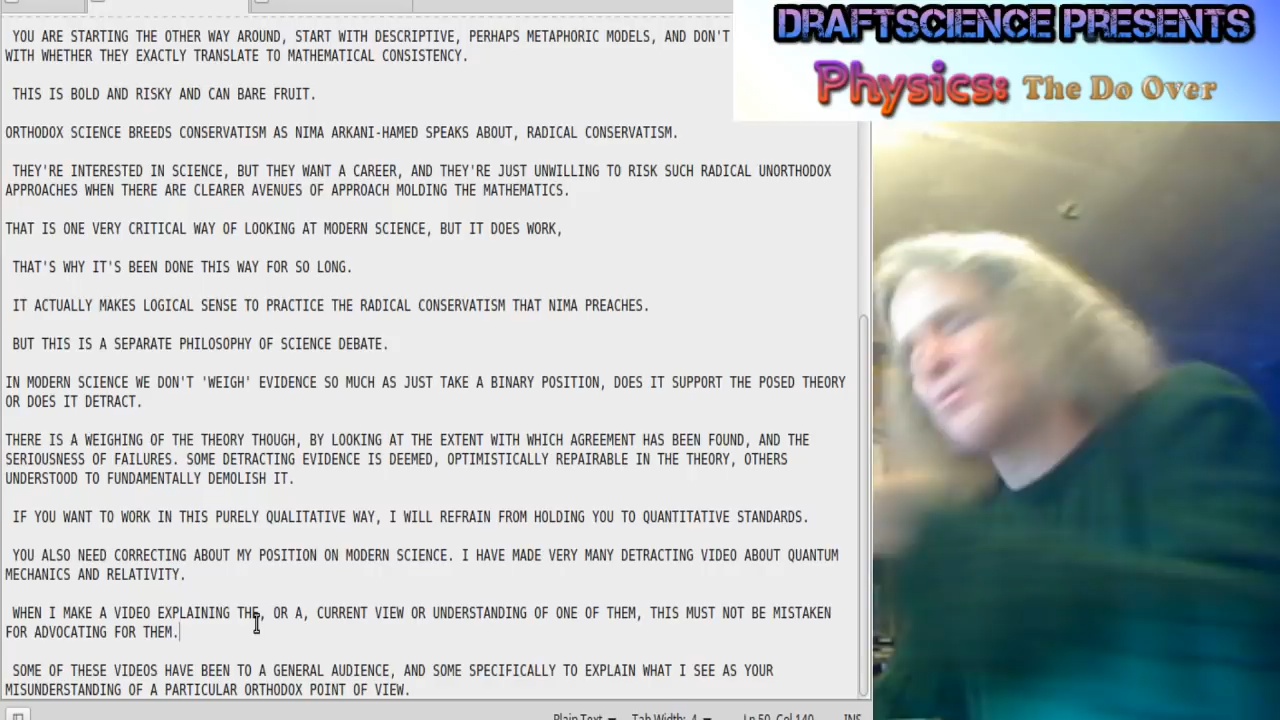 DRAFTSCIENCE PRESENTS
Physics: The Do Over
YOU ARE STARTING THE OTHER WAY AROUND, START WITH DESCRIPTIVE, PERHAPS METAPHORIC MODELS, AND DON'T
WITH WHETHER THEY EXACTLY TRANSLATE TO MATHEMATICAL CONSISTENCY.
THIS IS BOLD AND RISKY AND CAN BARE FRUIT.
ORTHODOX SCIENCE BREEDS CONSERVATISM AS NIMA ARKANI-HAMED SPEAKS ABOUT, RADICAL CONSERVATISM.
THEY'RE INTERESTED IN SCIENCE, BUT THEY WANT A CAREER, AND THEY'RE JUST UNWILLING TO RISK SUCH RADICAL UNORTHODOX
APPROACHES WHEN THERE ARE CLEARER AVENUES OF APPROACH MOLDING THE MATHEMATICS.
THAT IS ONE VERY CRITICAL WAY OF LOOKING AT MODERN SCIENCE, BUT IT DOES WORK,
THAT'S WHY IT'S BEEN DONE THIS WAY FOR SO LONG.
IT ACTUALLY MAKES LOGICAL SENSE TO PRACTICE THE RADICAL CONSERVATISM THAT NIMA PREACHES.
BUT THIS IS A SEPARATE PHILOSOPHY OF SCIENCE DEBATE.
IN MODERN SCIENCE WE DON'T 'WEIGH' EVIDENCE SO MUCH AS JUST TAKE A BINARY POSITION, DOES IT SUPPORT THE POSED THEORY
OR DOES IT DETRACT.
THERE IS A WEIGHING OF THE THEORY THOUGH, BY LOOKING AT THE EXTENT WITH WHICH AGREEMENT HAS BEEN FOUND, AND THE
SERIOUSNESS OF FAILURES. SOME DETRACTING EVIDENCE IS DEEMED, OPTIMISTICALLY REPAIRABLE IN THE THEORY, OTHERS
UNDERSTOOD TO FUNDAMENTALLY DEMOLISH IT.
IF YOU WANT TO WORK IN THIS PURELY QUALITATIVE WAY, I WILL REFRAIN FROM HOLDING YOU TO QUANTITATIVE STANDARDS.
YOU ALSO NEED CORRECTING ABOUT MY POSITION ON MODERN SCIENCE. I HAVE MADE VERY MANY DETRACTING VIDEO ABOUT QUANTUM
MECHANICS AND RELATIVITY.
WHEN I MAKE A VIDEO EXPLAINING THE, OR A, CURRENT VIEW OR UNDERSTANDING OF ONE OF THEM, THIS MUST NOT BE MISTAKEN
FOR ADVOCATING FOR THEM.
SOME OF THESE VIDEOS HAVE BEEN TO A GENERAL AUDIENCE, AND SOME SPECIFICALLY TO EXPLAIN WHAT I SEE AS YOUR
MISUNDERSTANDING OF A PARTICULAR ORTHODOX POINT OF VIEW.
Plain Text Tab Width: 4 Ln 50, Col 140 INS